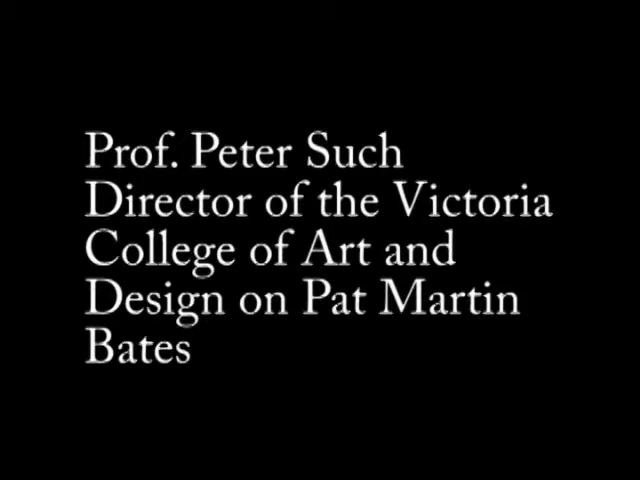 Prof. Peter Such
Director of the Victoria
College of Art and
Design on Pat Martin
Bates